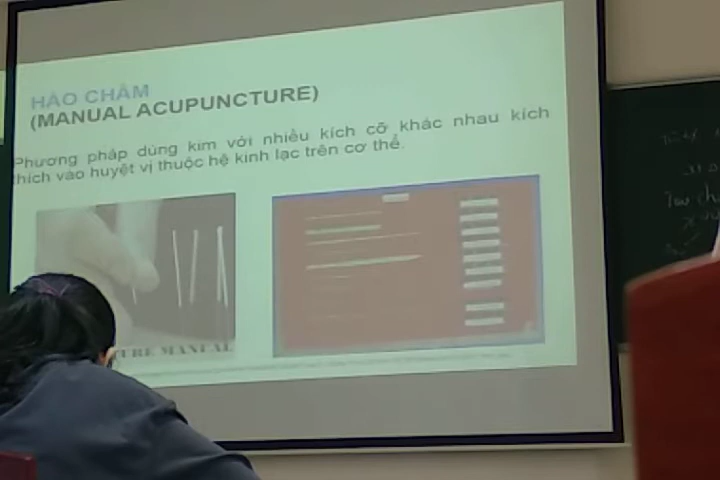 HÀO CHÂM
(MANUAL ACUPUNCTURE)
Phương pháp dùng kim với nhiều kích cỡ khác nhau kích
thích vào huyệt vị thuộc hệ kinh lạc trên cơ thể.
MANUAL